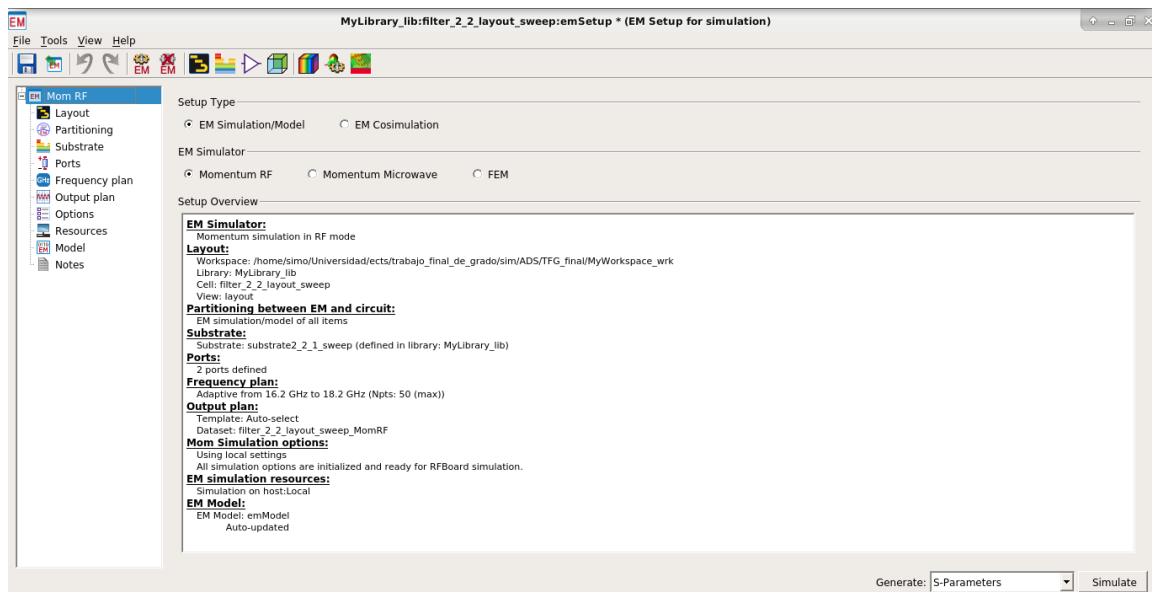 EM
MyLibrary_lib:filter_2_2_layout_sweep:emSetup * (EM Setup for simulation)
File Tools View Help
EM
EM
EM
EM Mom RF
Layout
Partitioning
Substrate
Ports
GHz Frequency plan
Output plan
Options
Resources
EM Model
Notes
Setup Type
EM Simulation/Model EM Cosimulation
EM Simulator
Momentum RF Momentum Microwave FEM
Setup Overview
EM Simulator:
Momentum simulation in RF mode
Layout:
Workspace: /home/simo/Universidad/ects/trabajo_final_de_grado/sim/ADS/TFG_final/MyWorkspace_wrk
Library: MyLibrary_lib
Cell: filter_2_2_layout_sweep
View: layout
Partitioning between EM and circuit:
EM simulation/model of all items
Substrate:
Substrate: substrate2_2_1_sweep (defined in library: MyLibrary_lib)
Ports:
2 ports defined
Frequency plan:
Adaptive from 16.2 GHz to 18.2 GHz (Npts: 50 (max))
Output plan:
Template: Auto-select
Dataset: filter_2_2_layout_sweep_MomRF
Mom Simulation options:
Using local settings
All simulation options are initialized and ready for RFBoard simulation.
EM simulation resources:
Simulation on host:Local
EM Model:
EM Model: emModel
Auto-updated
Generate: S-Parameters Simulate